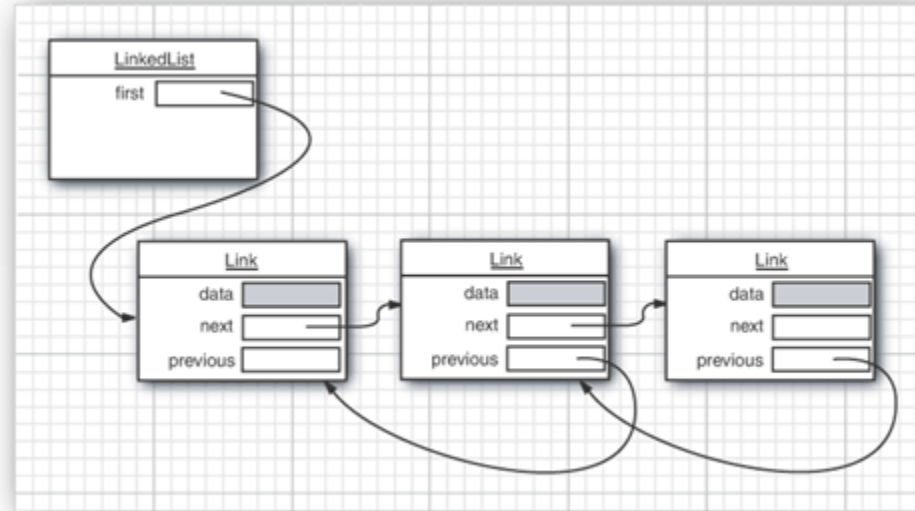 LinkedList
first
Link
data
next
previous
Link
data
next
previous
Link
data
next
previous